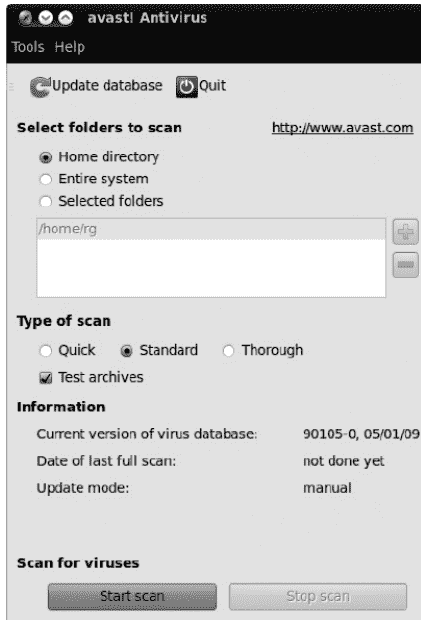 avast! Antivirus
Tools Help
Update database Quit
Select folders to scan http://www.avast.com
Home directory
Entire system
Selected folders
/home/rg
Type of scan
Quick Standard Thorough
Test archives
Information
Current version of virus database: 90105-0, 05/01/09
Date of last full scan: not done yet
Update mode: manual
Scan for viruses
Start scan Stop scan